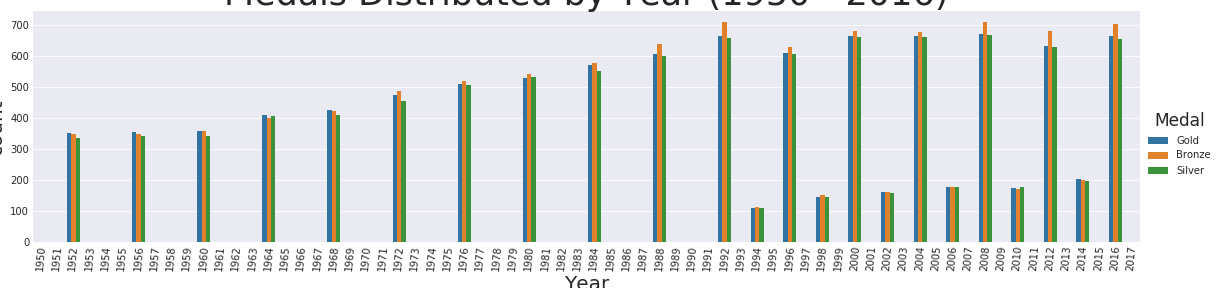 Medals Distributed by Year (1950 - 2016)
700
600
500
400
300
200
100
0
count
1950 1951 1952 1953 1954 1955 1956 1957 1958 1959 1960 1961 1962 1963 1964 1965 1966 1967 1968 1969 1970 1971 1972 1973 1974 1975 1976 1977 1978 1979 1980 1981 1982 1983 1984 1985 1986 1987 1988 1989 1990 1991 1992 1993 1994 1995 1996 1997 1998 1999 2000 2001 2002 2003 2004 2005 2006 2007 2008 2009 2010 2011 2012 2013 2014 2015 2016 2017
Year
Medal
Gold
Bronze
Silver